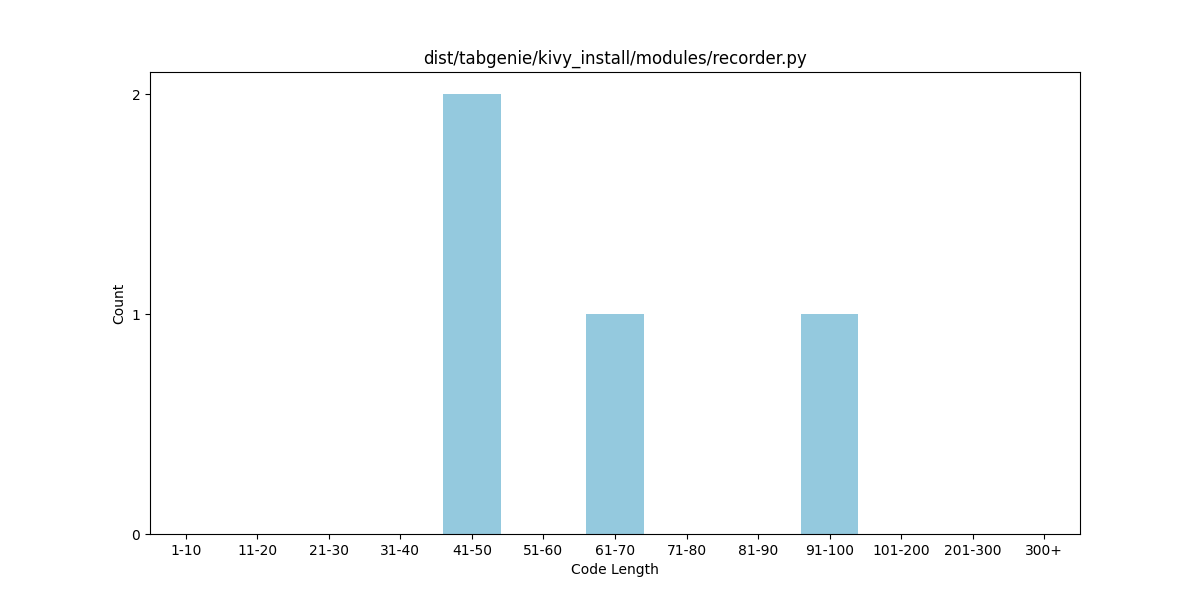 dist/tabgenie/kivy_install/modules/recorder.py
2
1
0
Count
1-10 11-20 21-30 31-40 41-50 51-60 61-70 71-80 81-90 91-100 101-200 201-300 300+
Code Length